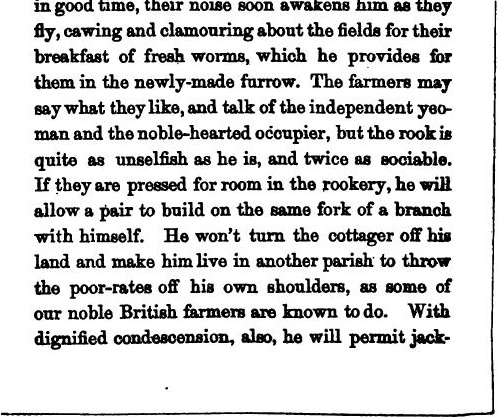 in good time, their noise soon awakens him as they
fly, cawing and clamouring about the fields for their
breakfast of fresh worms, which he provides for
them in the newly-made furrow. The farmers may
say what they like, and talk of the independent yeo-
man and the noble-hearted occupier, but the rook is
quite as unselfish as he is, and twice as sociable.
If they are pressed for room in the rookery, he will
allow a pair to build on the same fork of a branch
with himself. He won't turn the cottager off his
land and make him live in another parish to throw
the poor-rates off his own shoulders, as some of
our noble British farmers are known to do. With
dignified condescension, also, he will permit jack-